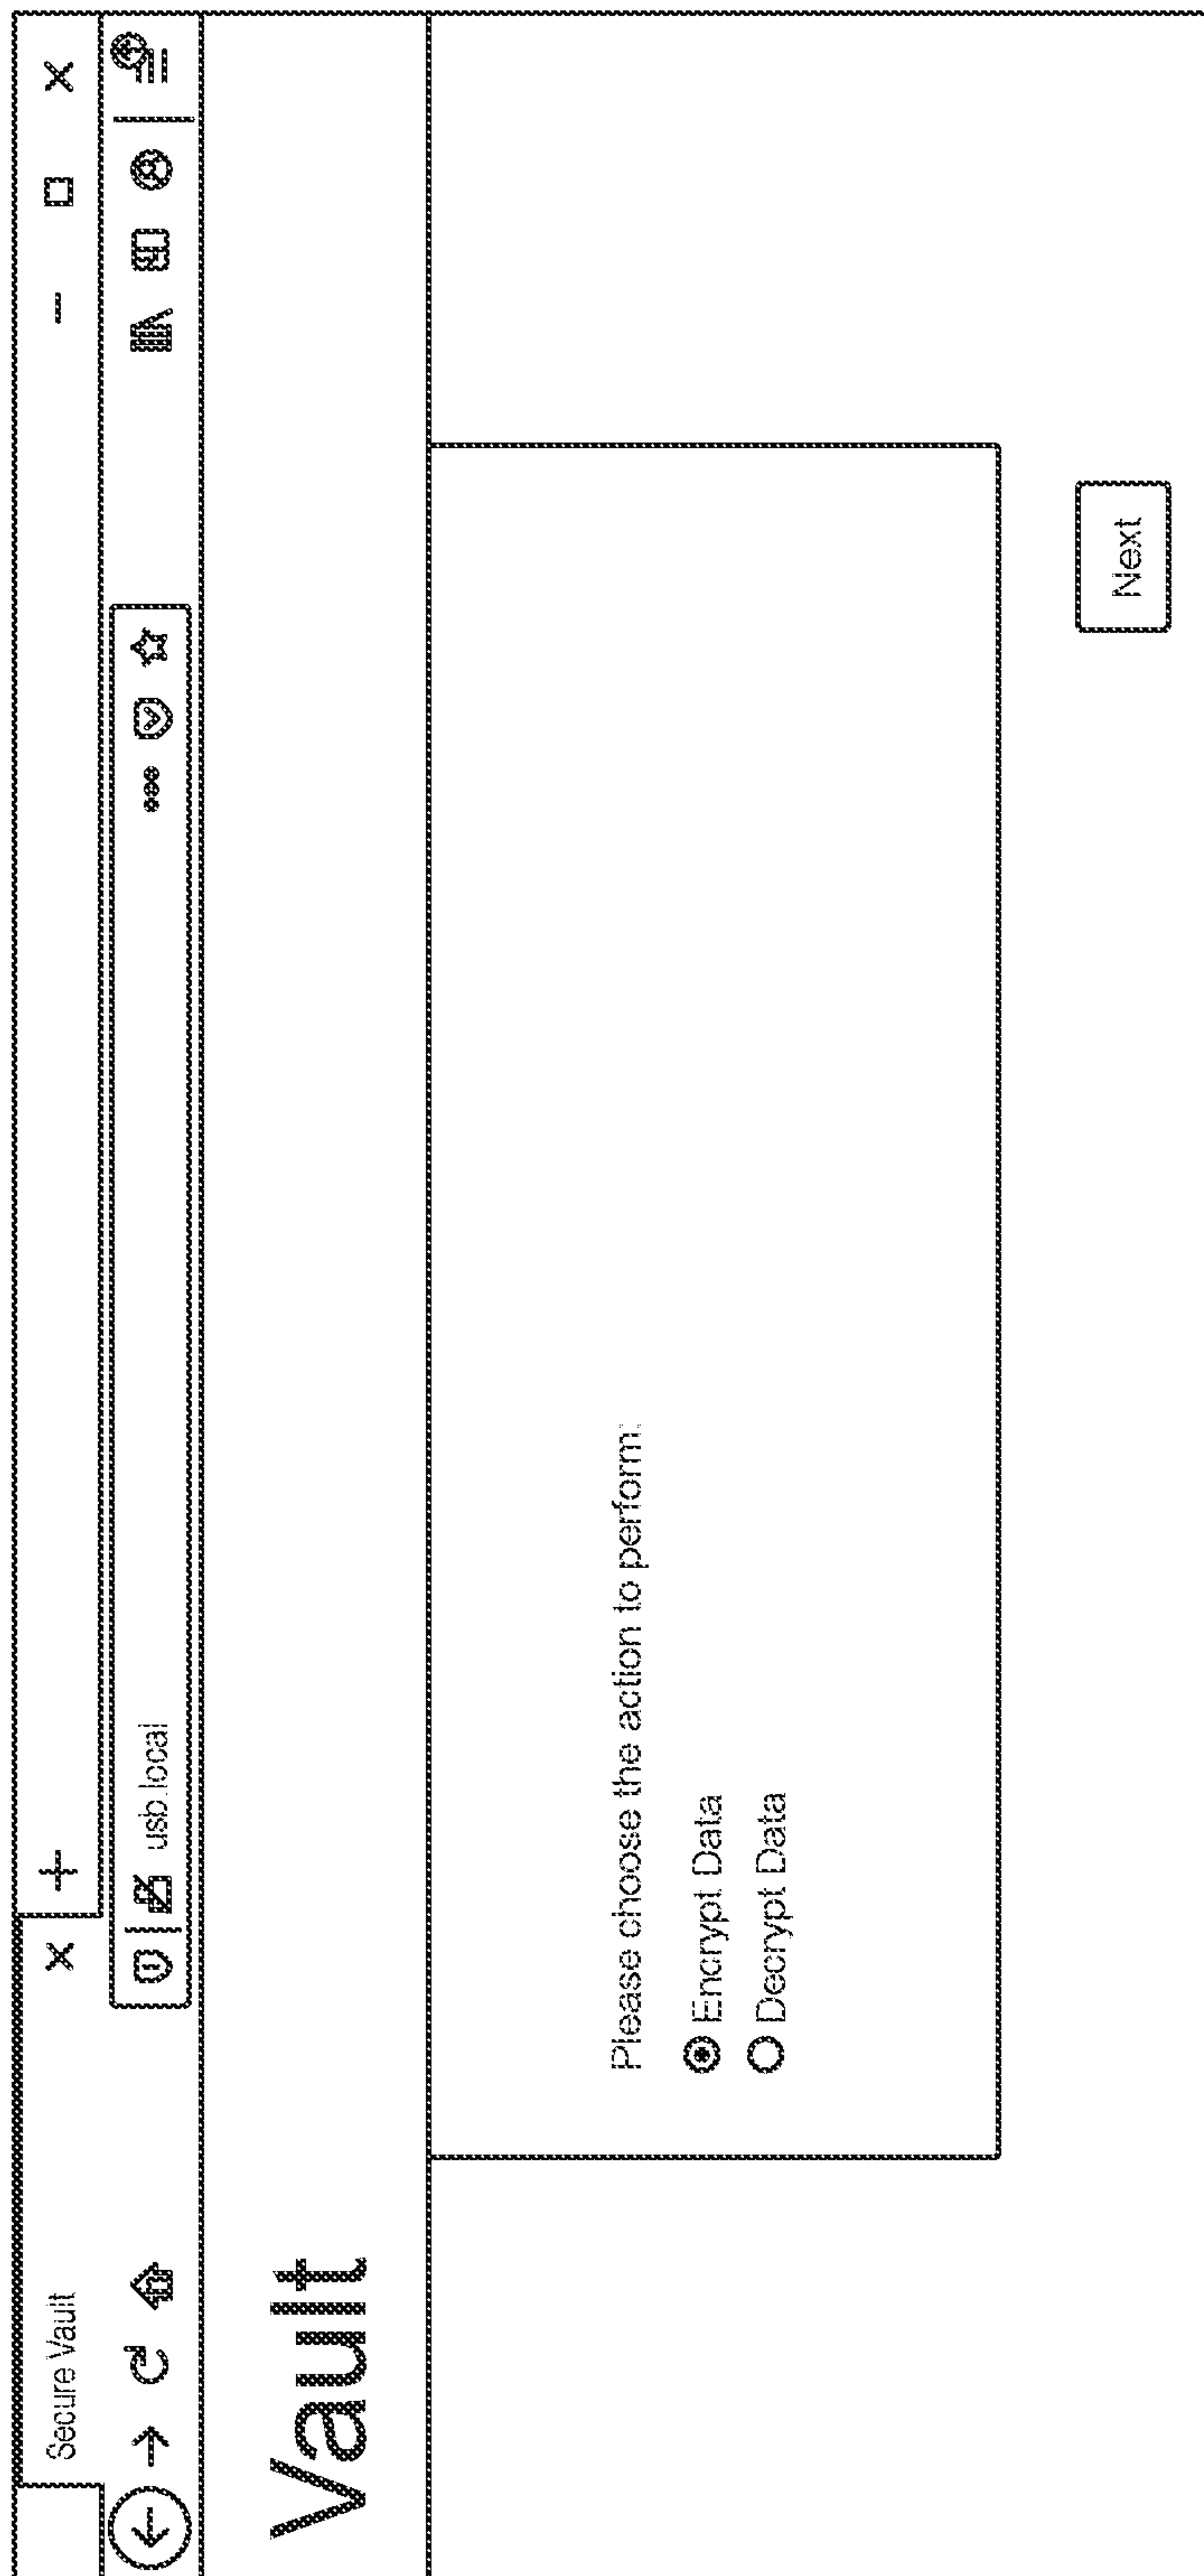 Secure Vault
usb.local
Vault
Please choose the action to perform:
Encrypt Data
Decrypt Data
Next